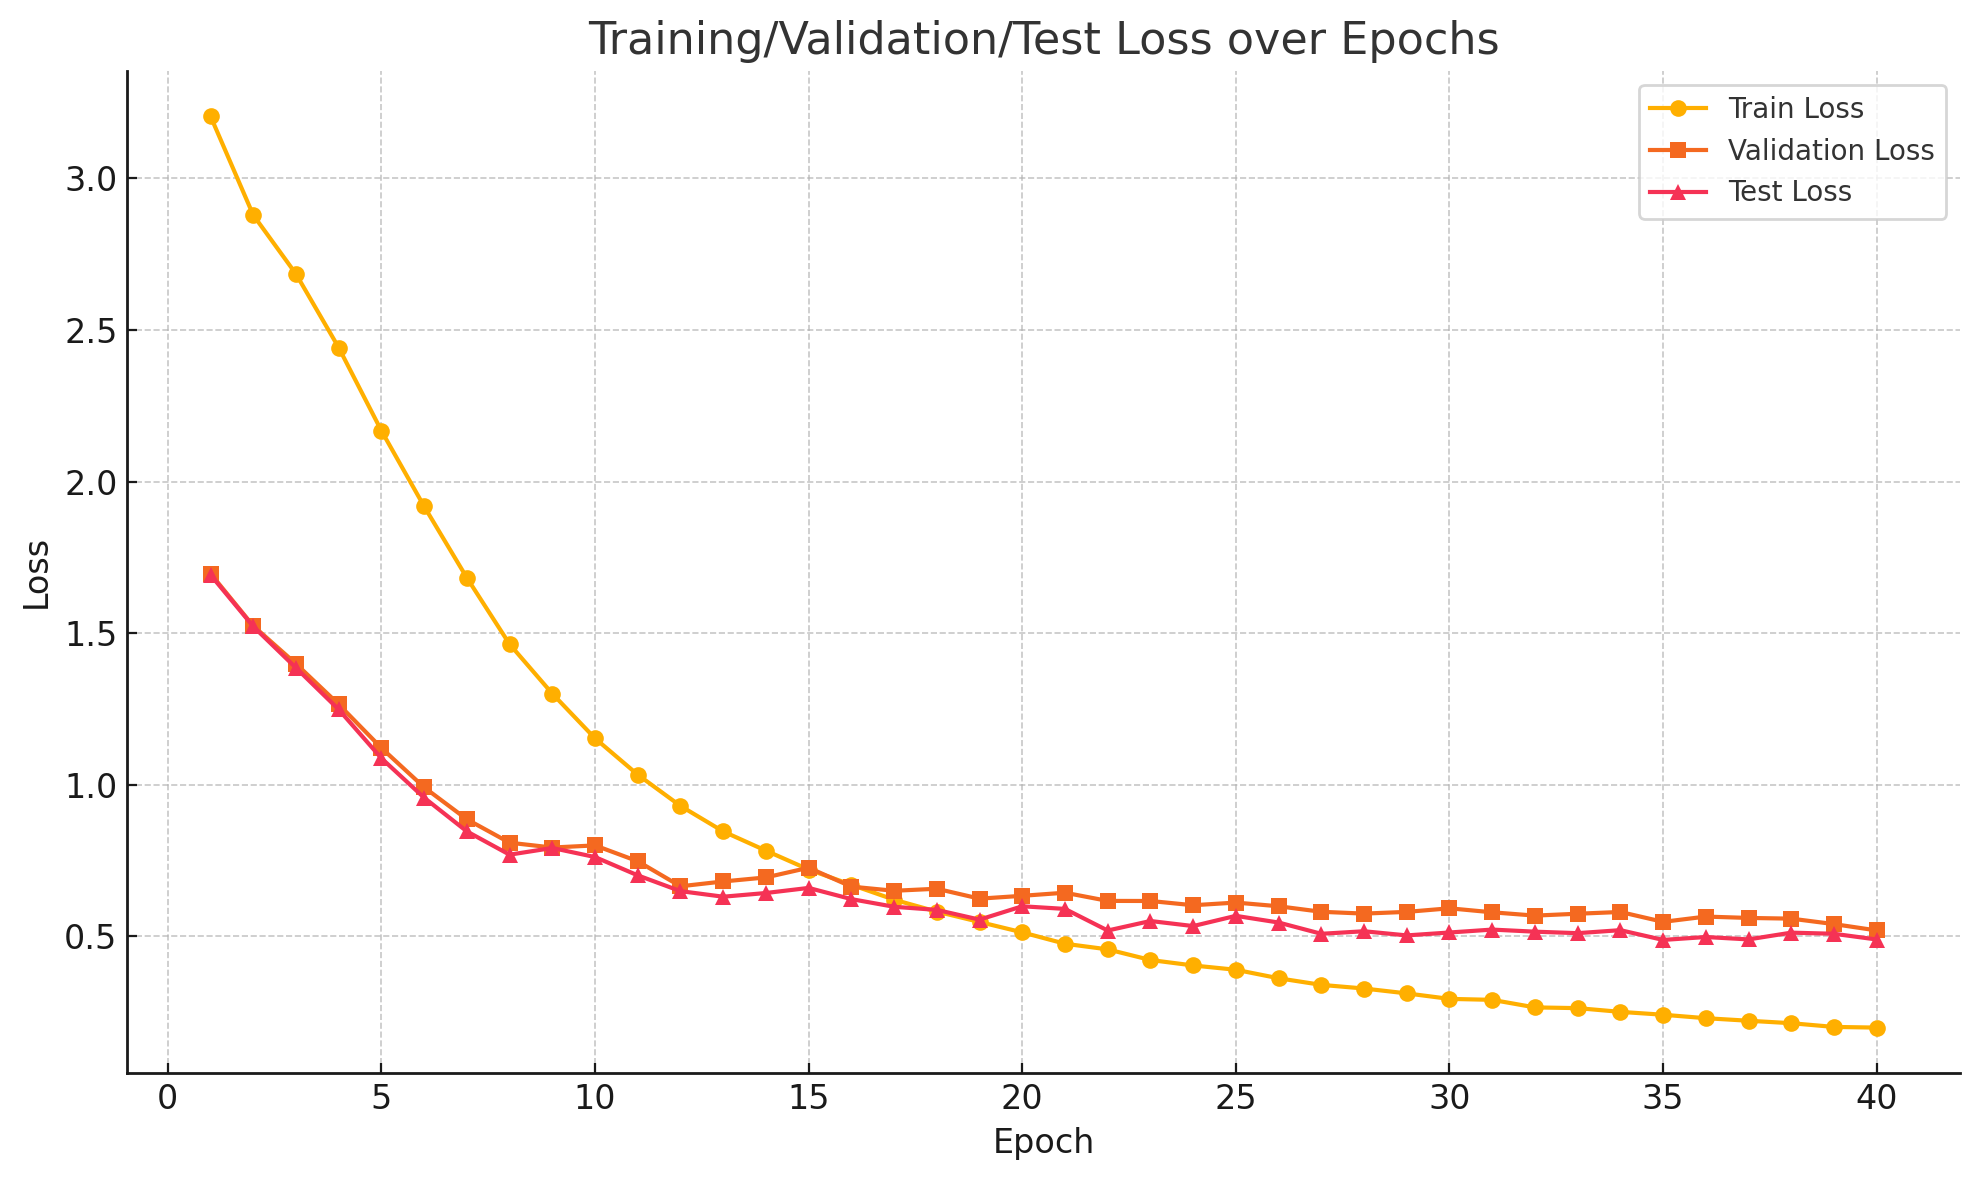 Training/Validation/Test Loss over Epochs
Train Loss
Validation Loss
Test Loss
3.0
2.5
2.0
1.5
1.0
0.5
Loss
0 5 10 15 20 25 30 35 40
Epoch